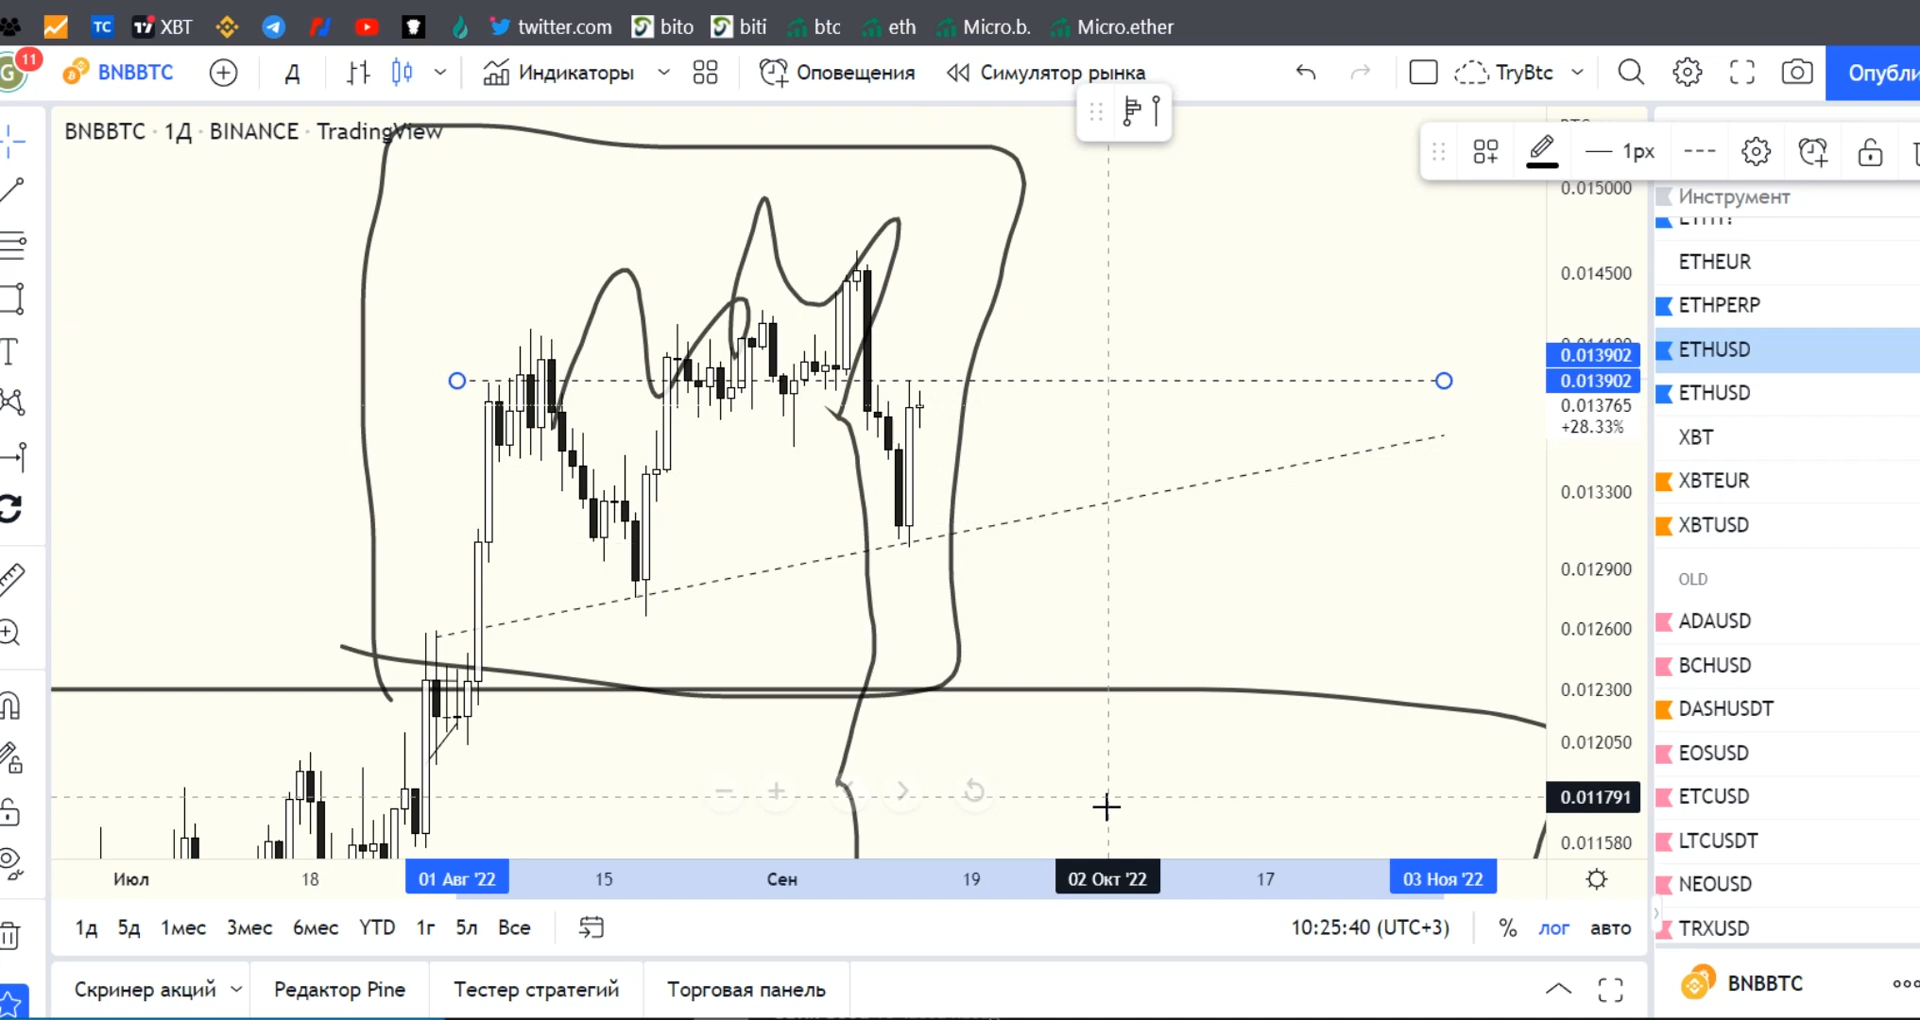 TC XBT twitter.com bito biti btc eth Micro.b. Micro.ether
G 11 BNBBTC Д Индикаторы Оповещения Симулятор рынка TryBtc Опубли
BNBBTC · 1Д · BINANCE · TradingView
1px
0.015000
0.014500
0.013902
0.013902
0.013765
+28.33%
0.013300
0.012900
0.012600
0.012300
0.012050
0.011791
0.011580
Инструмент
ETHEUR
ETHPERP
ETHUSD
ETHUSD
XBT
XBTEUR
XBTUSD
OLD
ADAUSD
BCHUSD
DASHUSDT
EOSUSD
ETCUSD
LTCUSDT
NEOUSD
TRXUSD
Июл 18 01 Авг '22 15 Сен 19 02 Окт '22 17 03 Ноя '22
1д 5д 1мес 3мес 6мес YTD 1г 5л Все 10:25:40 (UTC+3) % лог авто
Скринер акций Редактор Pine Тестер стратегий Торговая панель BNBBTC